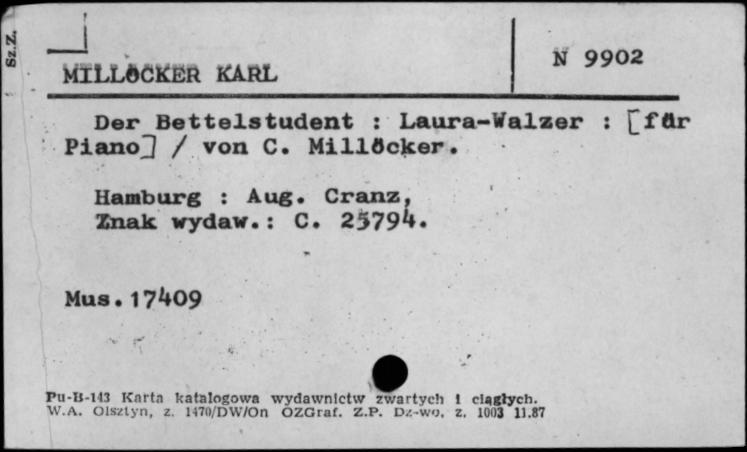 Sz.Z.
N 9902
MILLÖCKER KARL
Der Bettelstudent : Laura-Walzer : [für
Piano] / von C. Millöcker.
Hamburg : Aug. Cranz,
Znak wydaw.: C. 25794.
Mus.17409
Pu-B-143 Karta katalogowa wydawnictw zwartych i ciągłych.
W.A. Olsztyn, z. 1470/DW/On OZGraf. Z.P. Dz-wo, z. 1003 11.87